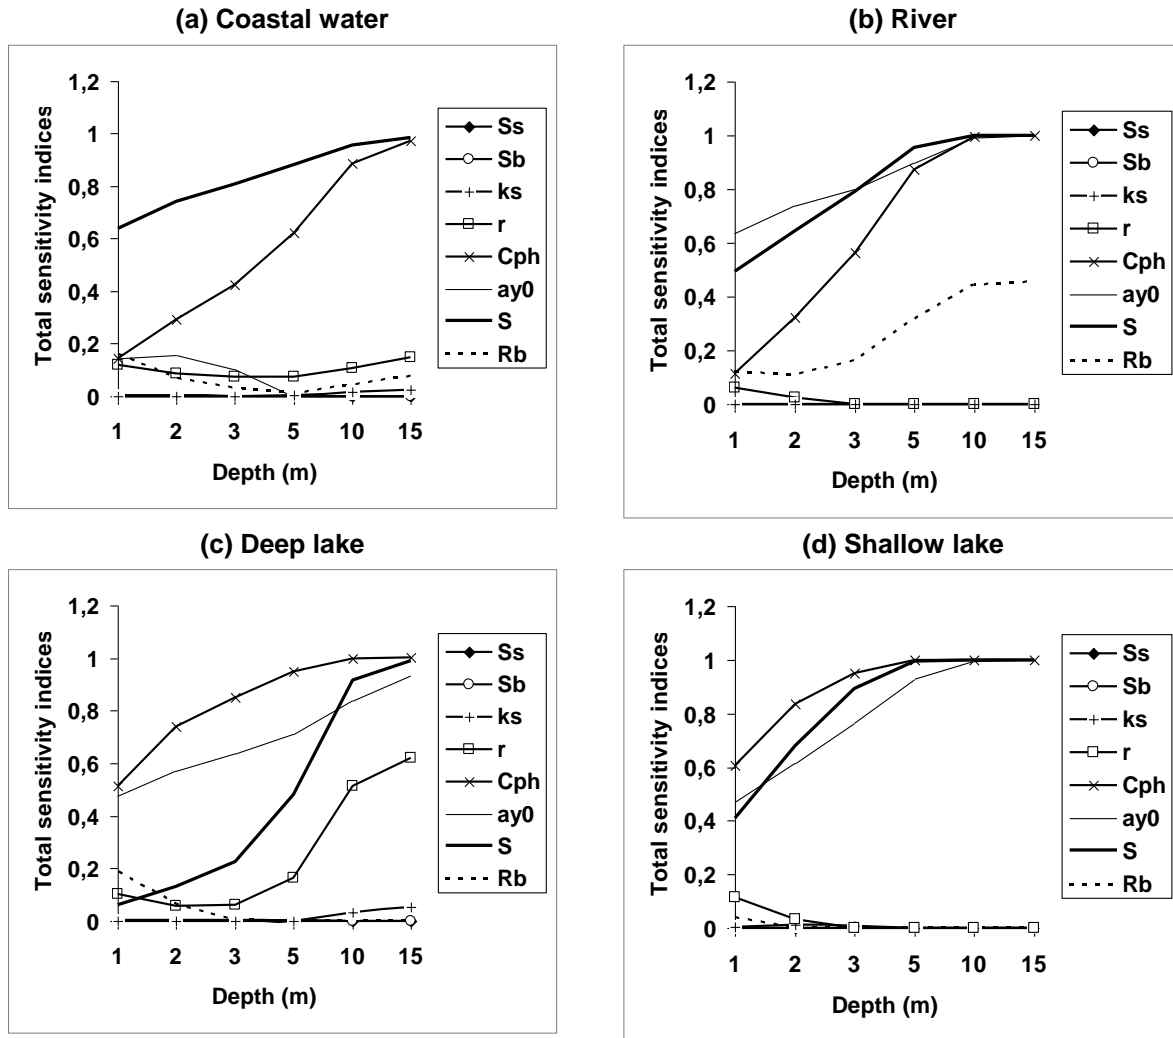 (a) Coastal water
Total sensitivity indices
1,2
1
0,8
0,6
0,4
0,2
0
1 2 3 5 10 15
Depth (m)
Ss
Sb
ks
r
Cph
ay0
S
Rb
(b) River
Total sensitivity indices
1,2
1
0,8
0,6
0,4
0,2
0
1 2 3 5 10 15
Depth (m)
Ss
Sb
ks
r
Cph
ay0
S
Rb
(c) Deep lake
Total sensitivity indices
1,2
1
0,8
0,6
0,4
0,2
0
1 2 3 5 10 15
Depth (m)
Ss
Sb
ks
r
Cph
ay0
S
Rb
(d) Shallow lake
Total sensitivity indices
1,2
1
0,8
0,6
0,4
0,2
0
1 2 3 5 10 15
Depth (m)
Ss
Sb
ks
r
Cph
ay0
S
Rb